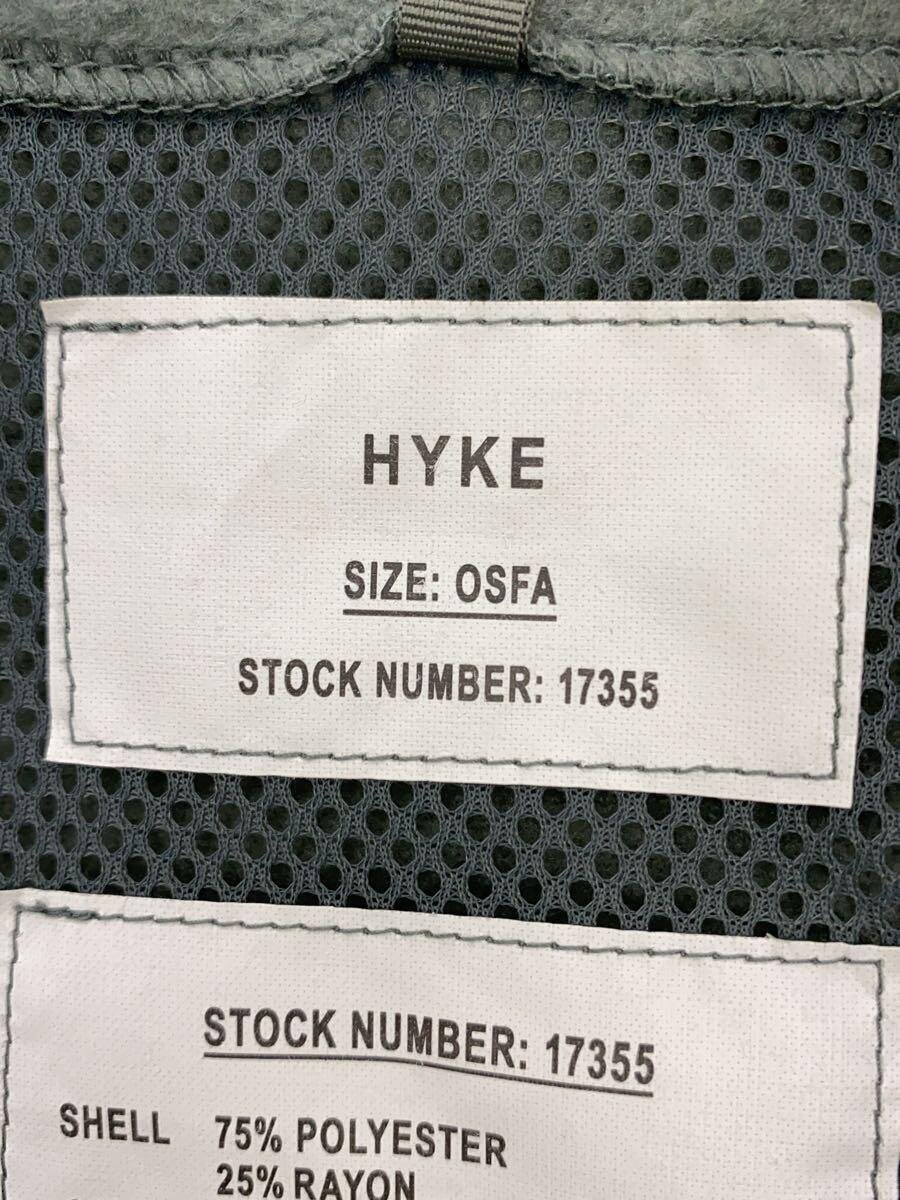 HYKE
SIZE: OSFA
STOCK NUMBER: 17355
STOCK NUMBER: 17355
SHELL 75% POLYESTER
25% RAYON